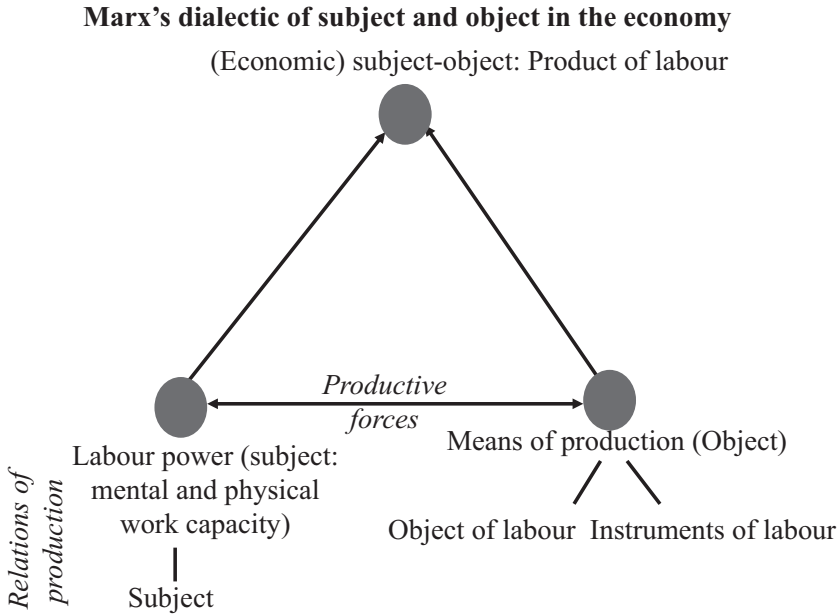 Marx’s dialectic of subject and object in the economy
(Economic) subject-object: Product of labour
Productive
forces
Means of production (Object)
Labour power (subject:
mental and physical
work capacity)
Object of labour
Instruments of labour
Relations of
production
Subject